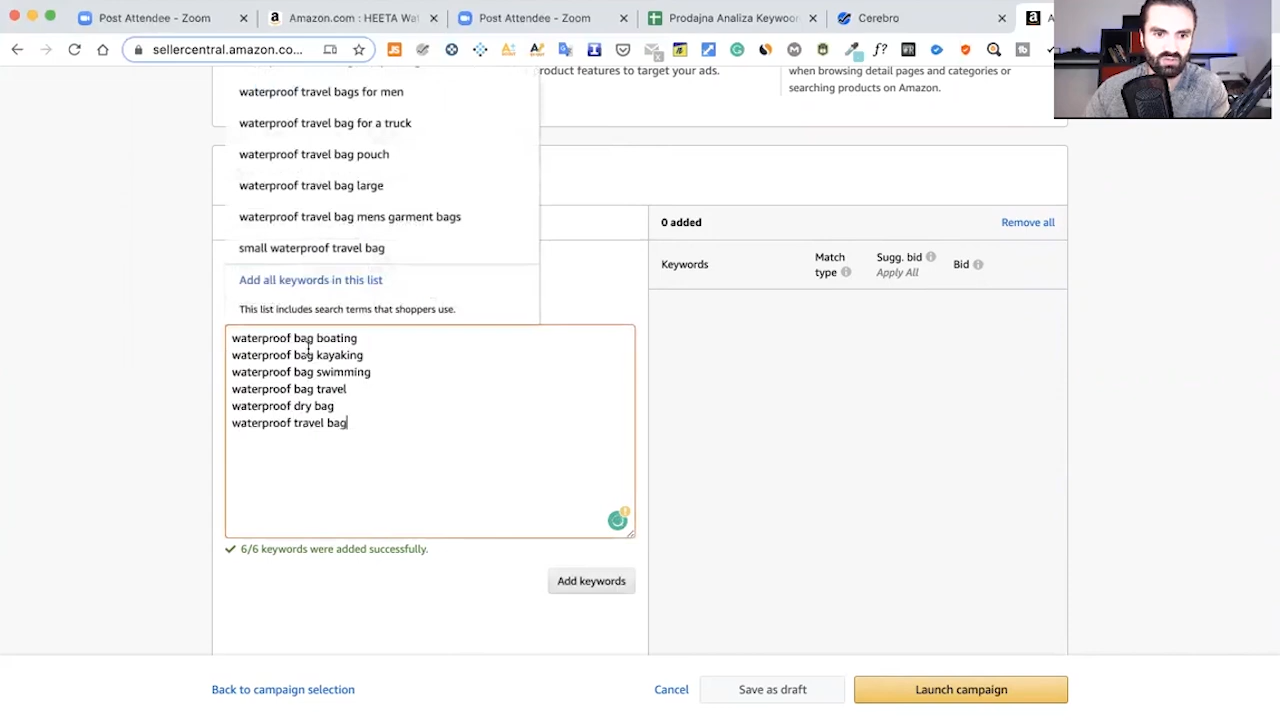 Post Attendee - Zoom
Amazon.com : HEETA Wat
Post Attendee - Zoom
Prodajna Analiza Keywoor
Cerebro
sellercentral.amazon.co...
roduct features to target your ads.
when browsing detail pages and categories or
searching products on Amazon.
waterproof travel bags for men
waterproof travel bag for a truck
waterproof travel bag pouch
waterproof travel bag large
waterproof travel bag mens garment bags
small waterproof travel bag
Add all keywords in this list
This list includes search terms that shoppers use.
waterproof bag boating
waterproof bag kayaking
waterproof bag swimming
waterproof bag travel
waterproof dry bag
waterproof travel bag
6/6 keywords were added successfully.
Add keywords
0 added
Remove all
Keywords
Match type
Sugg. bid
Apply All
Bid
Back to campaign selection
Cancel
Save as draft
Launch campaign